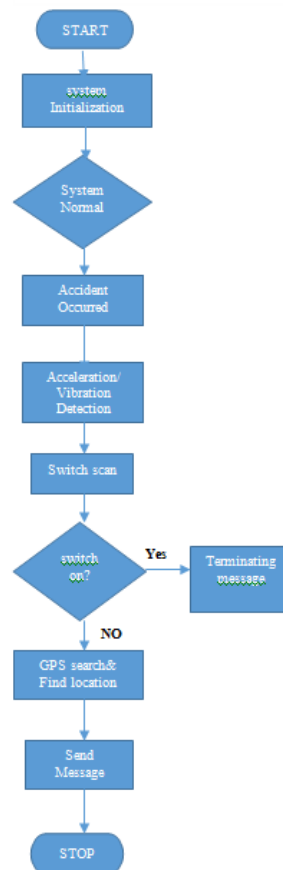 START
system
Initialization
System
Normal
Accident
Occurred
Acceleration/
Vibration
Detection
Switch scan
switch
on?
Yes
Terminating
message
NO
GPS search&
Find location
Send
Message
STOP